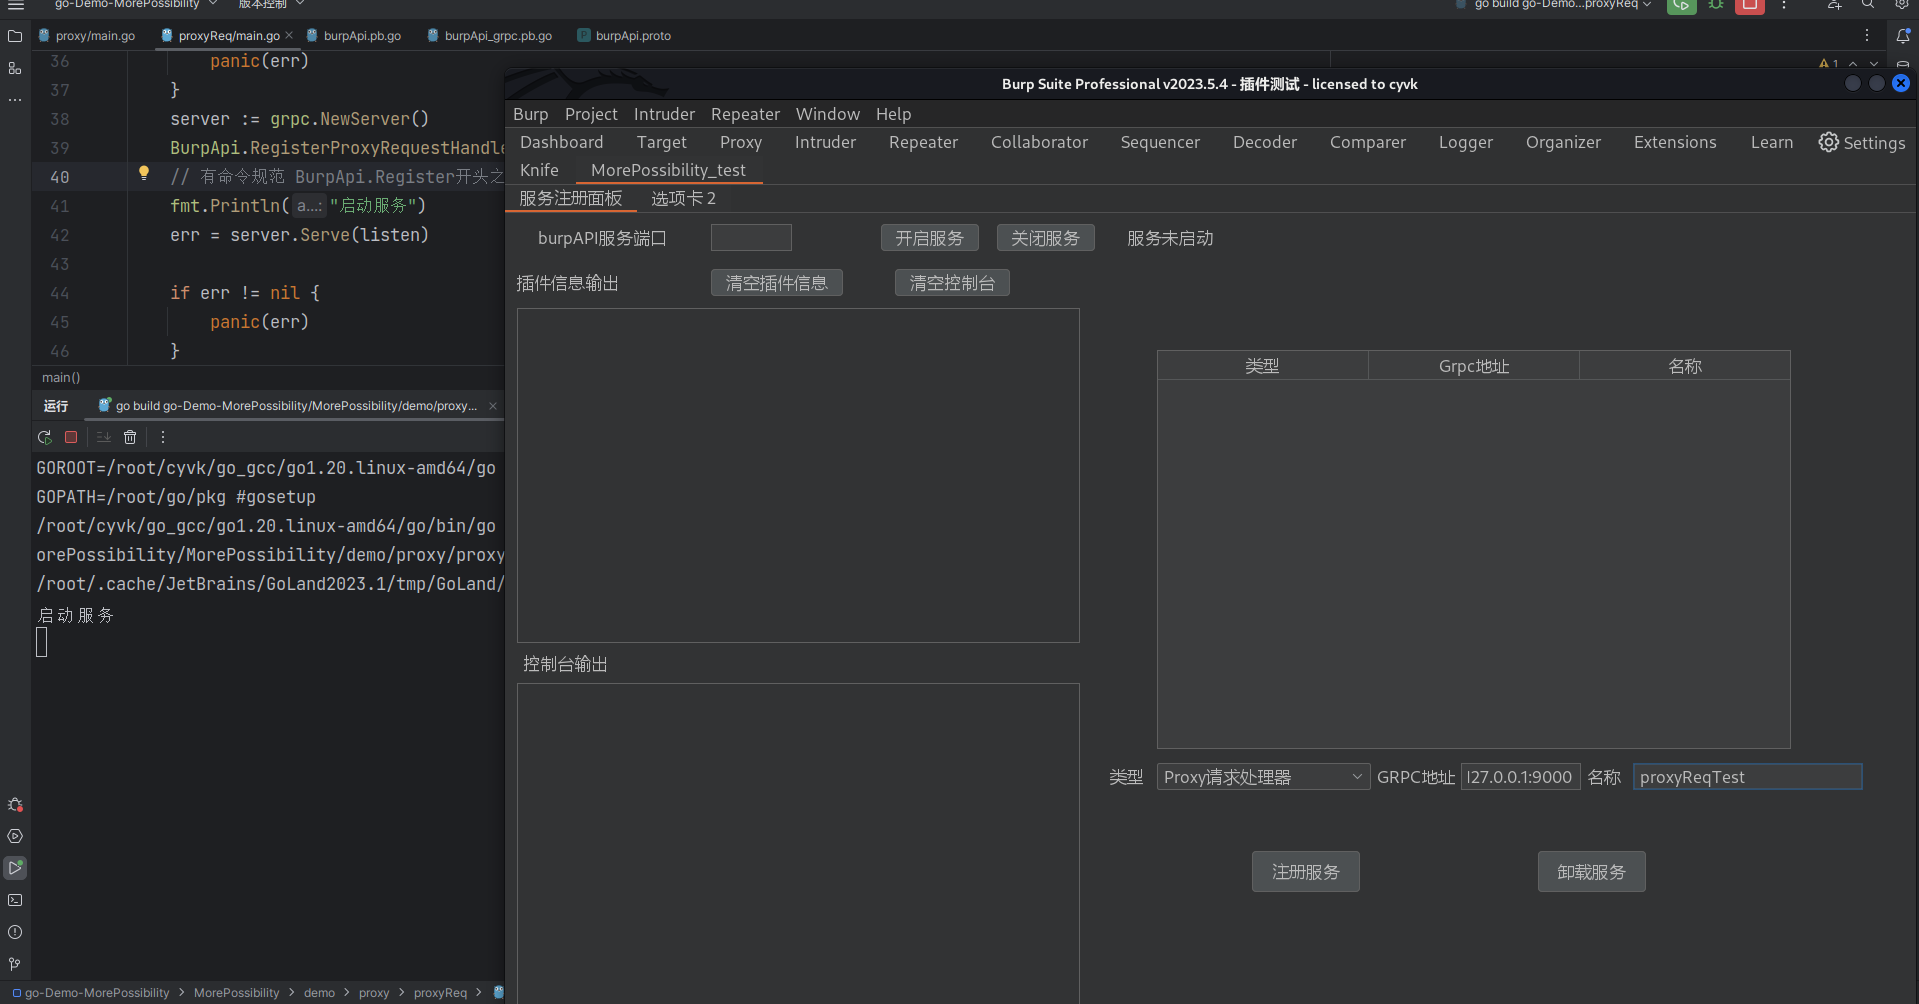 go-Demo-MorePossibility
版本控制
go build go-Demo...proxyReq
proxy/main.go
proxyReq/main.go
burpApi.pb.go
burpApi_grpc.pb.go
burpApi.proto
1
36 panic(err)
37 }
38 server := grpc.NewServer()
39 BurpApi.RegisterProxyRequestHandle
40 // 有命令规范 BurpApi.Register开头之
41 fmt.Println( a...: "启动服务")
42 err = server.Serve(listen)
43
44 if err != nil {
45 panic(err)
46 }
main()
运行
go build go-Demo-MorePossibility/MorePossibility/demo/proxy...
GOROOT=/root/cyvk/go_gcc/go1.20.linux-amd64/go
GOPATH=/root/go/pkg #gosetup
/root/cyvk/go_gcc/go1.20.linux-amd64/go/bin/go
orePossibility/MorePossibility/demo/proxy/proxy
/root/.cache/JetBrains/GoLand2023.1/tmp/GoLand/
启动服务
go-Demo-MorePossibility > MorePossibility > demo > proxy > proxyReq >
Burp Suite Professional v2023.5.4 - 插件测试 - licensed to cyvk
Burp Project Intruder Repeater Window Help
Dashboard Target Proxy Intruder Repeater Collaborator Sequencer Decoder Comparer Logger Organizer Extensions Learn Settings
Knife MorePossibility_test
服务注册面板 选项卡 2
burpAPI服务端口 开启服务 关闭服务 服务未启动
插件信息输出 清空插件信息 清空控制台
类型 Grpc地址 名称
控制台输出
类型 Proxy请求处理器 GRPC地址 127.0.0.1:9000 名称 proxyReqTest
注册服务 卸载服务